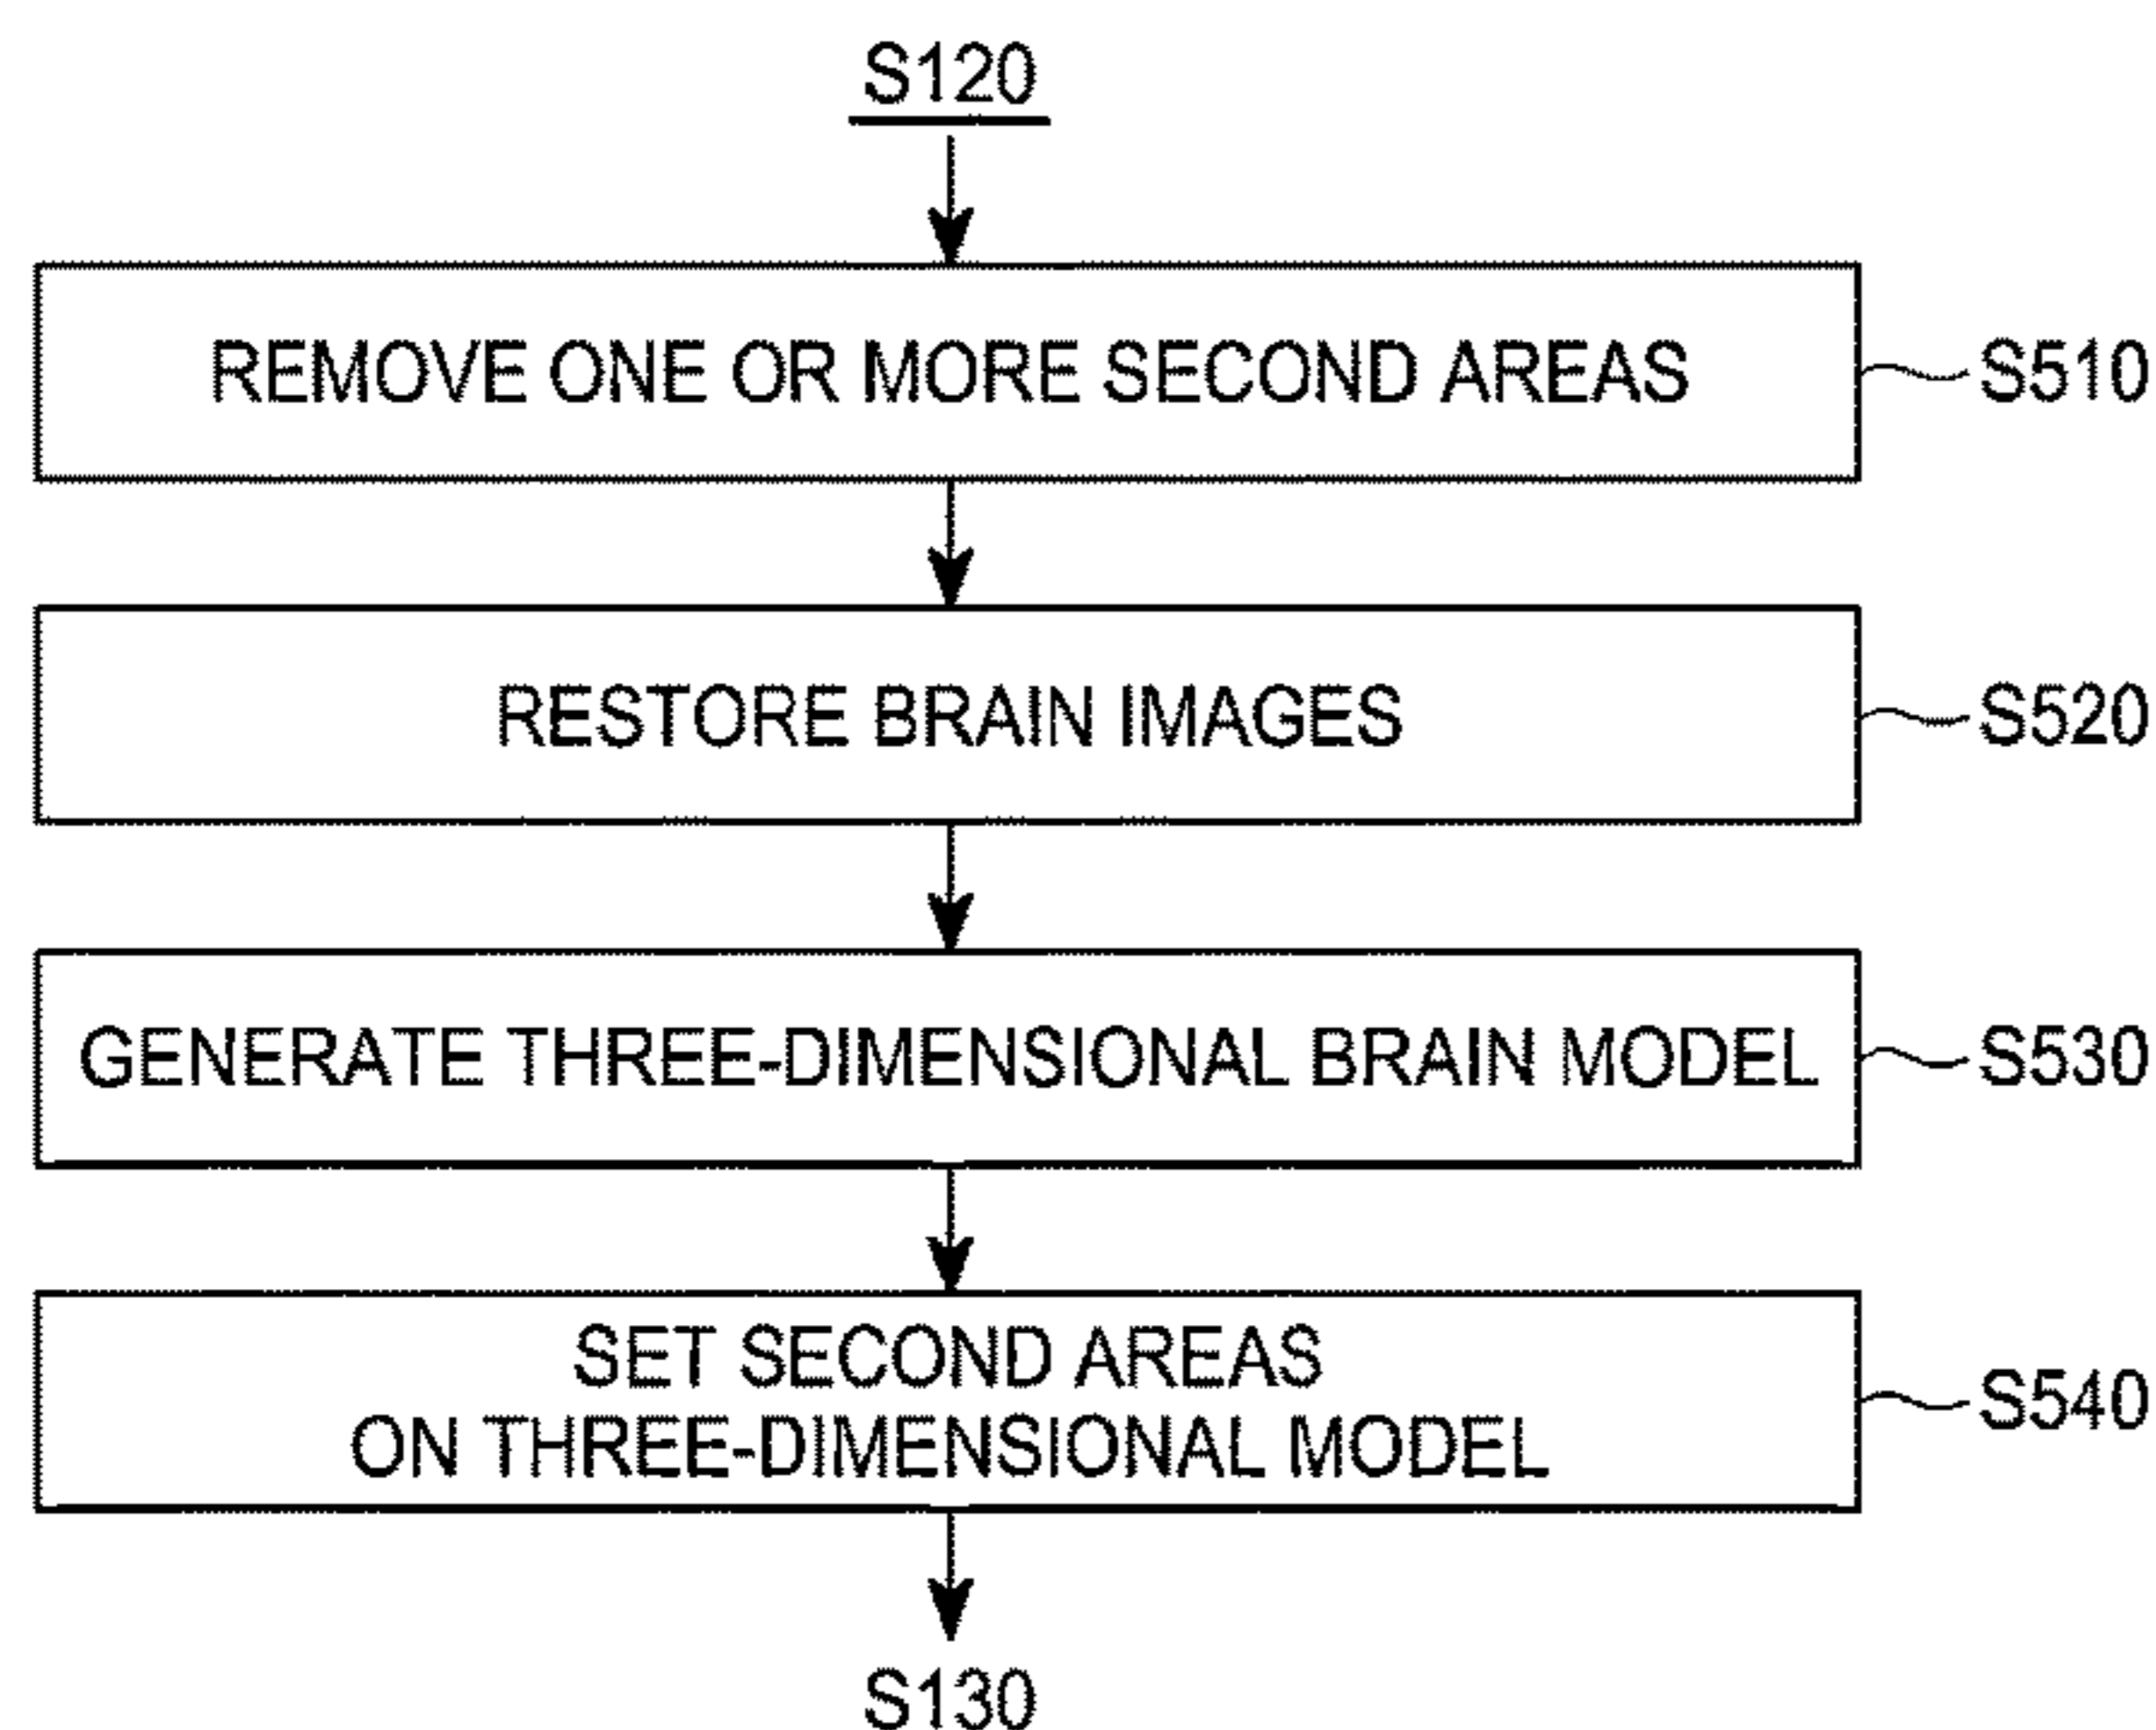 S120
REMOVE ONE OR MORE SECOND AREAS
S510
RESTORE BRAIN IMAGES
S520
GENERATE THREE-DIMENSIONAL BRAIN MODEL
S530
SET SECOND AREAS
ON THREE-DIMENSIONAL MODEL
S540
S130